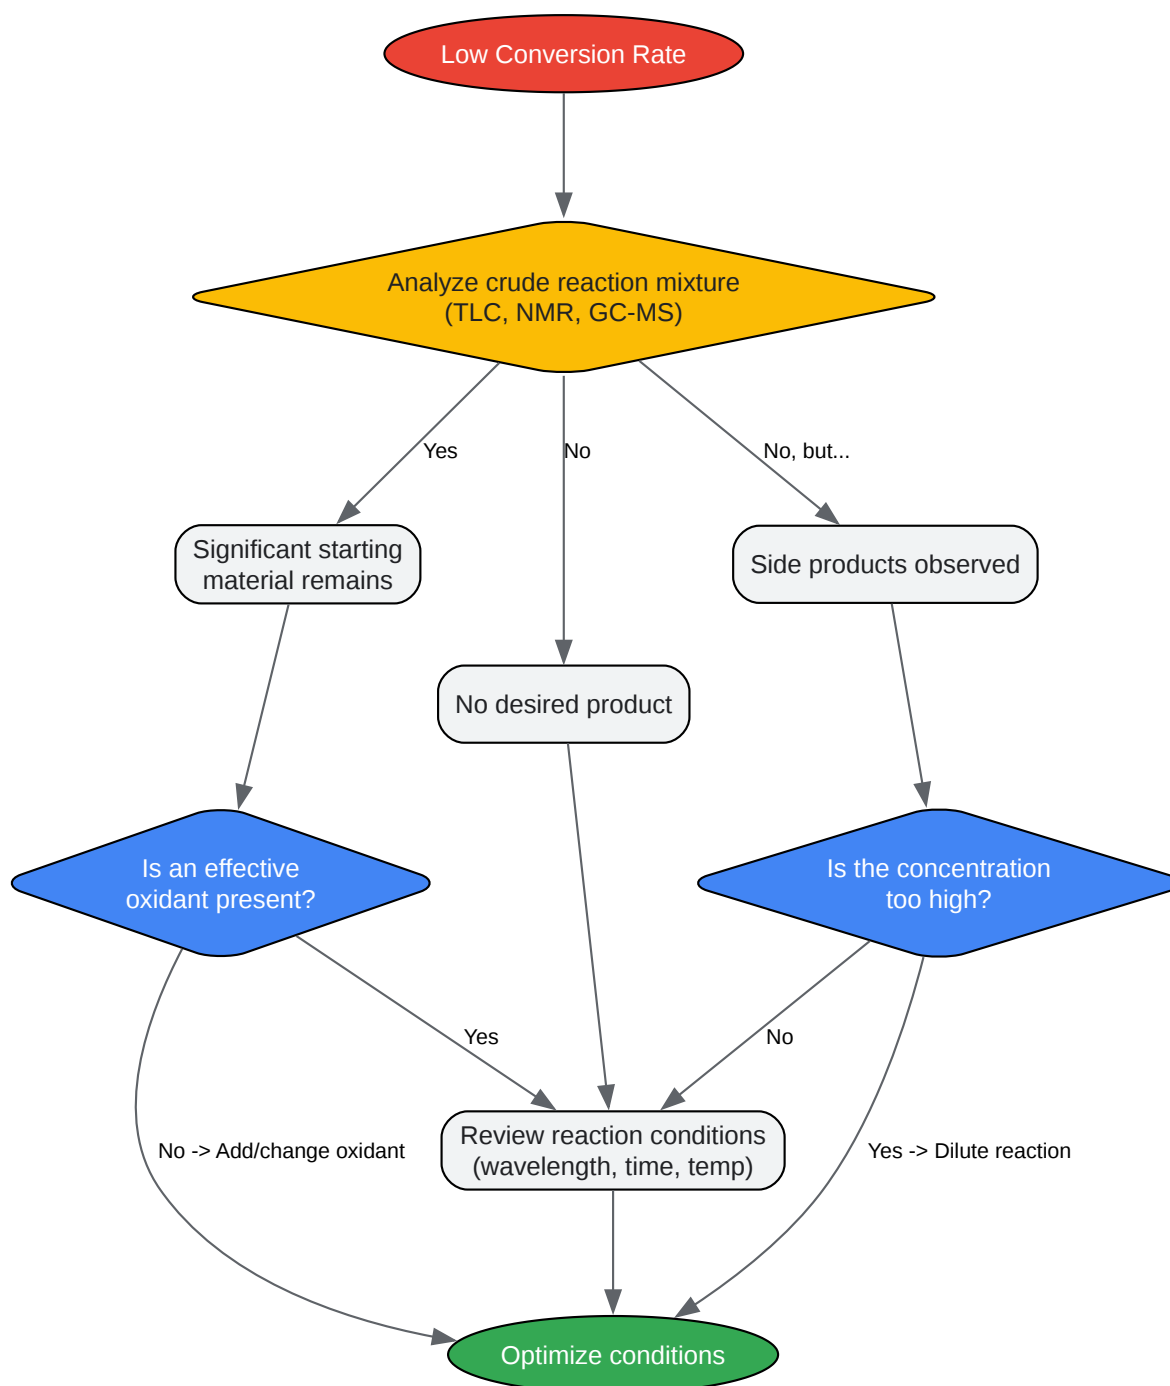 Low Conversion Rate
Analyze crude reaction mixture
(TLC, NMR, GC-MS)
Yes
No
No, but...
Significant starting
material remains
Side products observed
No desired product
Is an effective
oxidant present?
Is the concentration
too high?
Yes
No
Review reaction conditions
(wavelength, time, temp)
No -> Add/change oxidant
Yes -> Dilute reaction
Optimize conditions